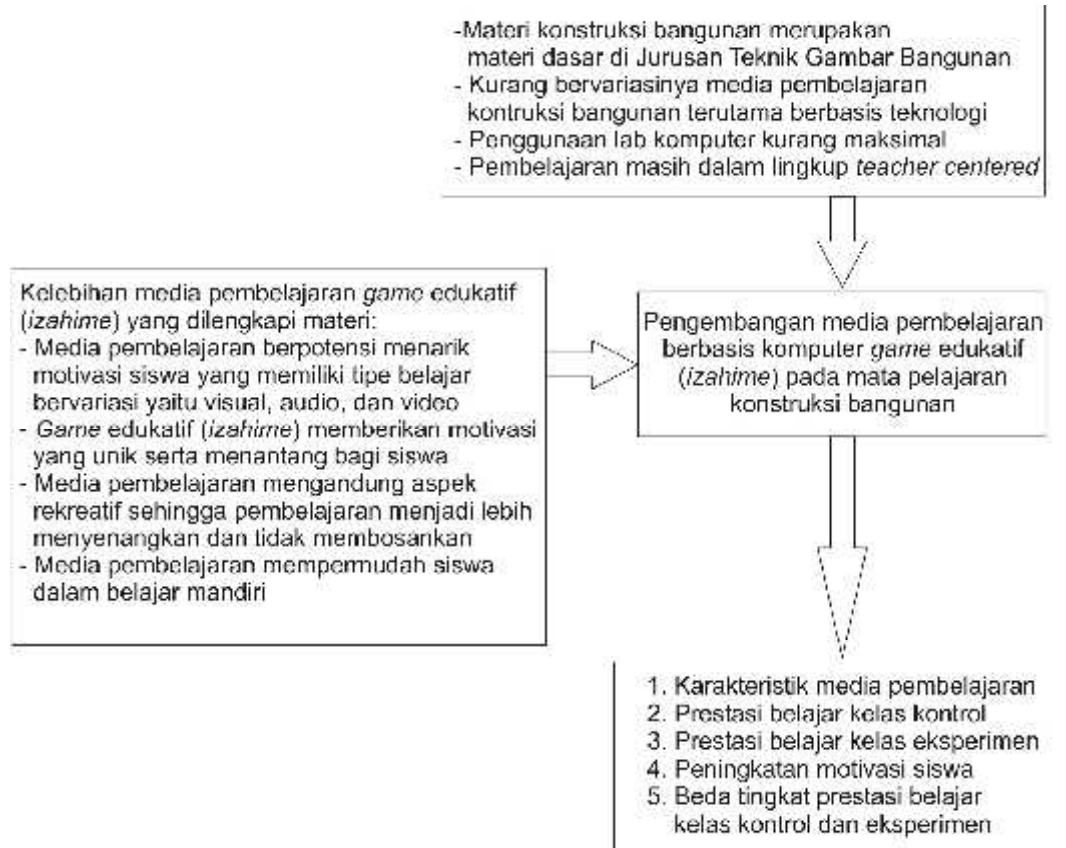 -Materi konstruksi bangunan merupakan
materi dasar di Jurusan Teknik Gambar Bangunan
- Kurang bervariasinya media pembelajaran
kontruksi bangunan terutama berbasis teknologi
- Penggunaan lab komputer kurang maksimal
- Pembelajaran masih dalam lingkup teacher centered
Kelebihan media pembelajaran game edukatif
(izahime) yang dilengkapi materi:
- Media pembelajaran berpotensi menarik
motivasi siswa yang memiliki tipe belajar
bervariasi yaitu visual, audio, dan video
- Game edukatif (izahime) memberikan motivasi
yang unik serta menantang bagi siswa
- Media pembelajaran mengandung aspek
rekreatif sehingga pembelajaran menjadi lebih
menyenangkan dan tidak membosankan
- Media pembelajaran mempermudah siswa
dalam belajar mandiri
Pengembangan media pembelajaran
berbasis komputer game edukatif
(izahime) pada mata pelajaran
konstruksi bangunan
1. Karakteristik media pembelajaran
2. Prestasi belajar kelas kontrol
3. Prestasi belajar kelas eksperimen
4. Peningkatan motivasi siswa
5. Beda tingkat prestasi belajar
kelas kontrol dan eksperimen